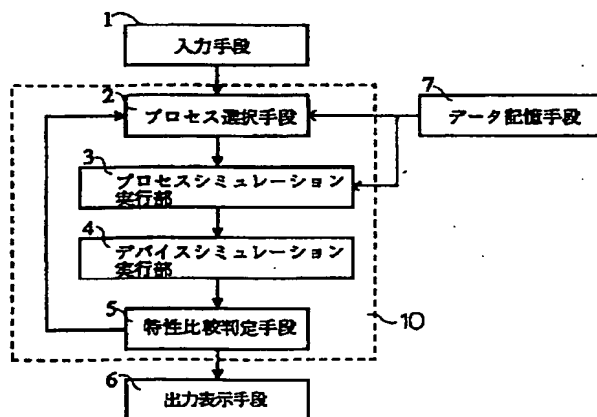 1
入力手段
2
プロセス選択手段
7
データ記憶手段
3
プロセスシミュレーション
実行部
4
デバイスシミュレーション
実行部
5
特性比較判定手段
10
6
出力表示手段